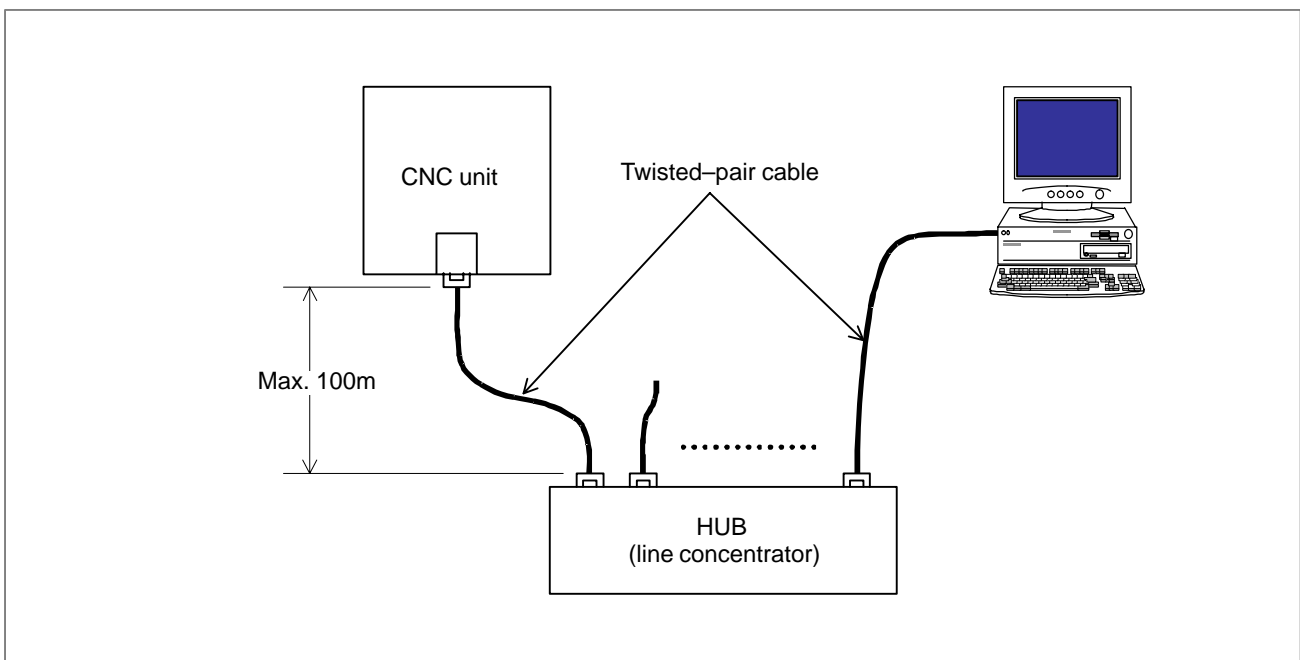 CNC unit
Twisted–pair cable
Max. 100m
HUB
(line concentrator)